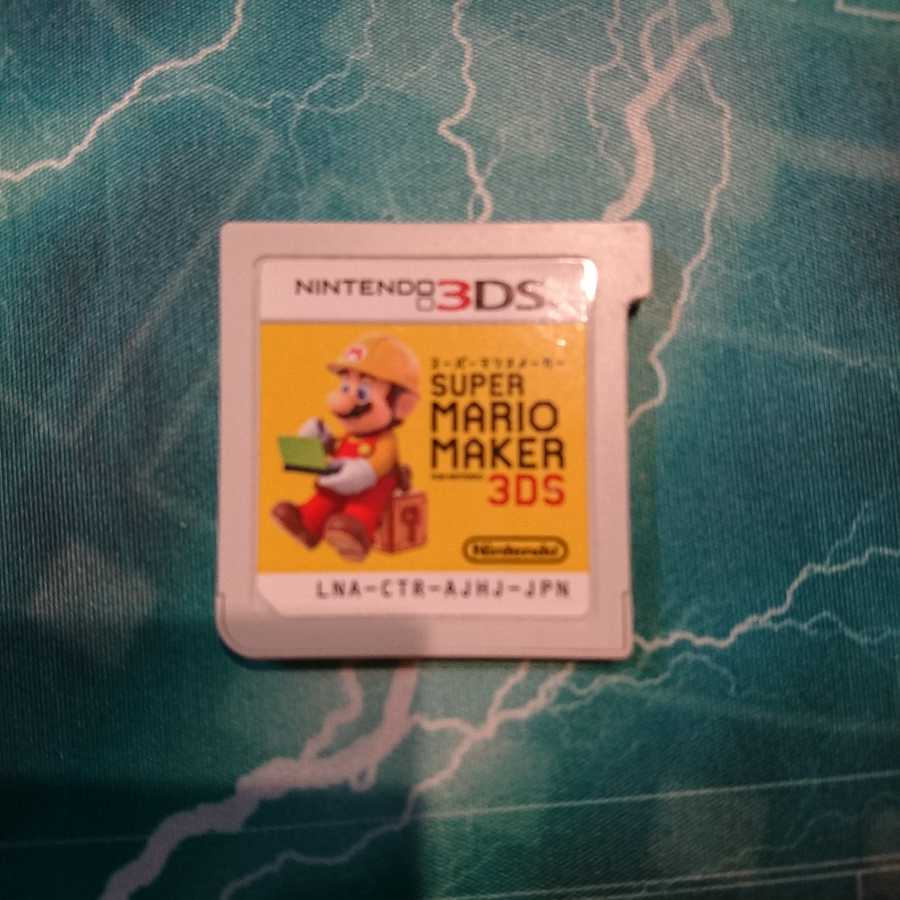 NINTENDO 3DS
スーパーマリオメーカー
SUPER
MARIO
MAKER
3DS
Nintendo
LNA-CTR-AJHJ-JPN